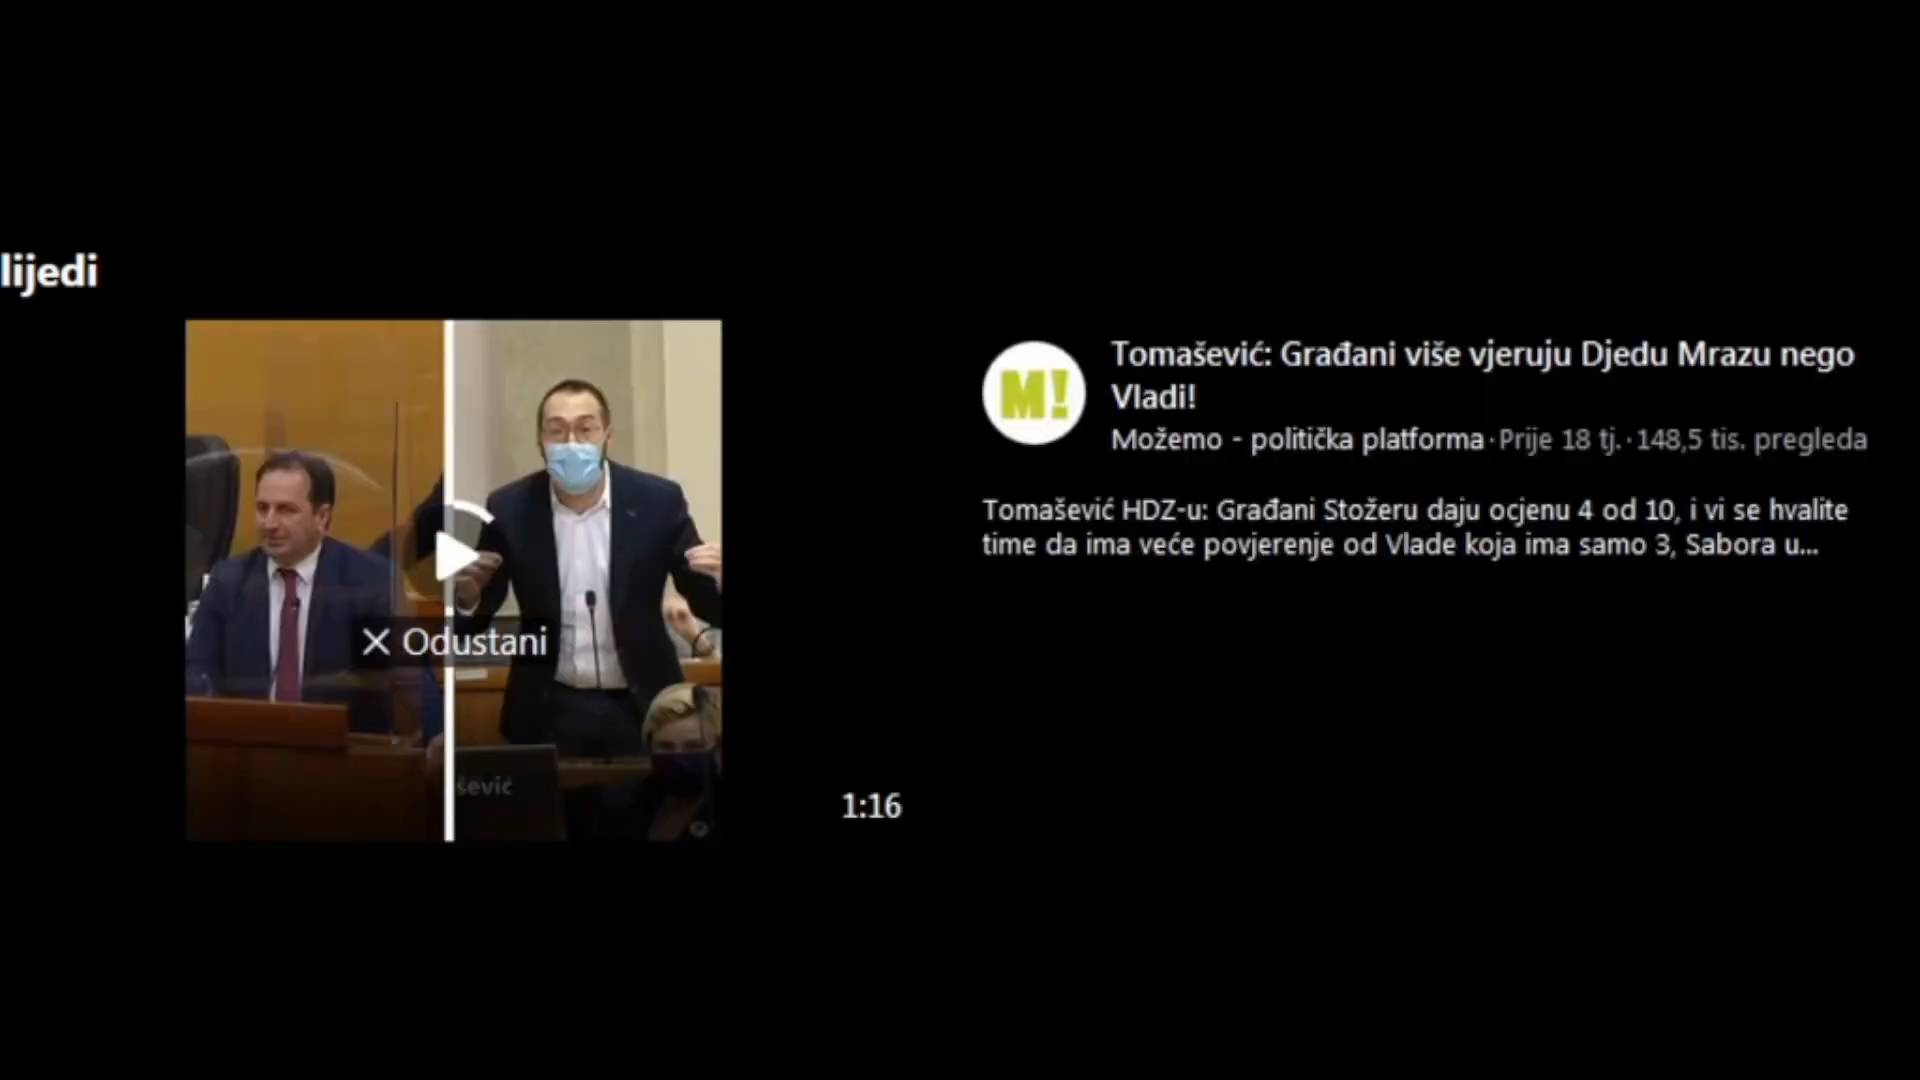 lijedi
Tomašević: Građani više vjeruju Djedu Mrazu nego
Vladi!
M!
Možemo - politička platforma · Prije 18 tj. · 148,5 tis. pregleda
Tomašević HDZ-u: Građani Stožeru daju ocjenu 4 od 10, i vi se hvalite
time da ima veće povjerenje od Vlade koja ima samo 3, Sabora u...
× Odustani
šević
1:16